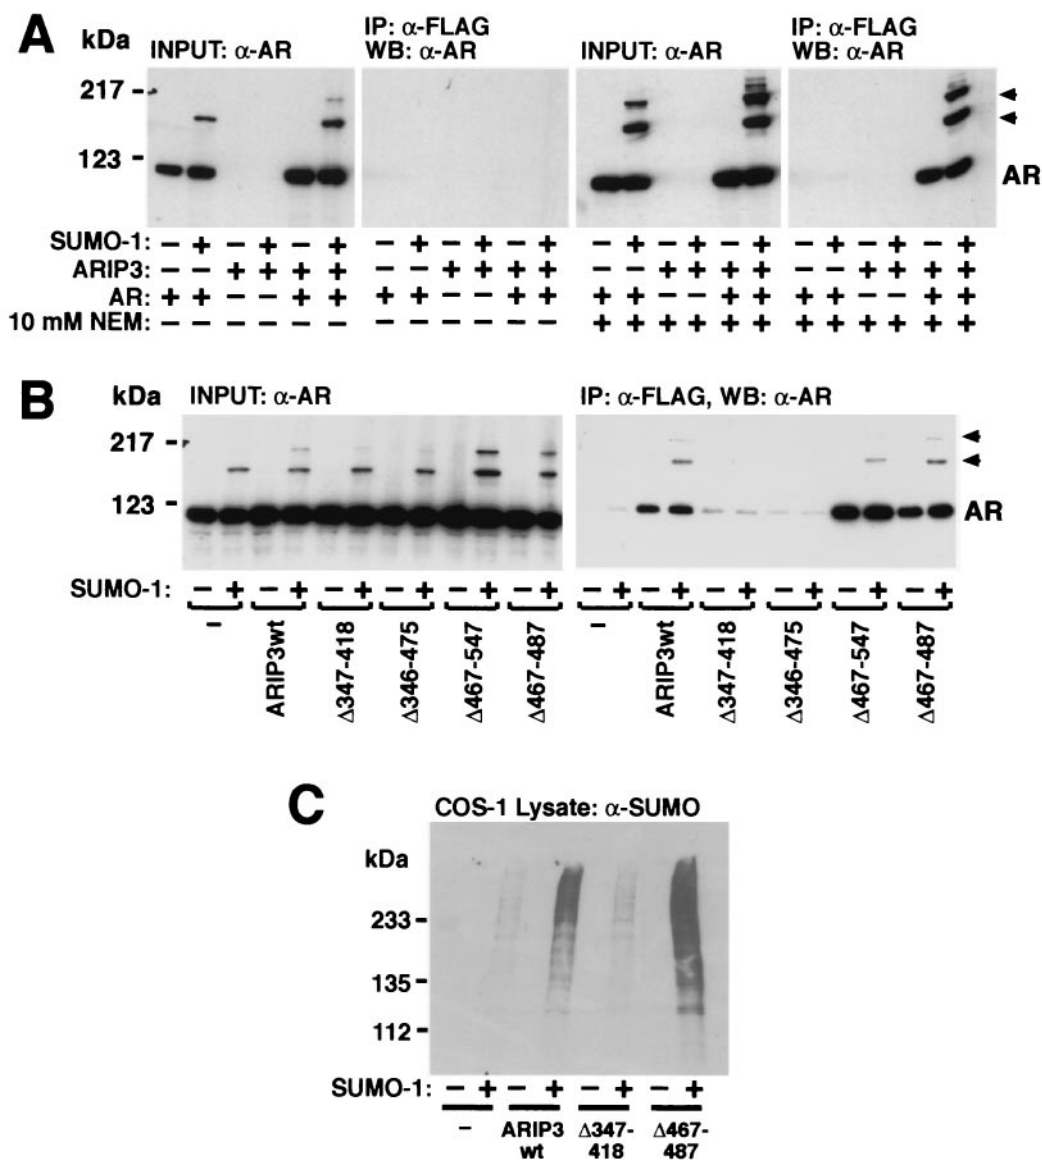 A
kDa
INPUT: α-AR
IP: α-FLAG
WB: α-AR
INPUT: α-AR
IP: α-FLAG
WB: α-AR
217
123
AR
SUMO-1: − + − + − + − + − + − + − + − + − + − + − + − +
ARIP3: − − + + + + − − + + + + − − + + + + − − + + + +
AR: + + − − + + + + − − + + + + − − + + + + − − + +
10 mM NEM: − − − − − − − − − − − − + + + + + + + + + + + +
B
kDa
INPUT: α-AR
IP: α-FLAG, WB: α-AR
217
123
AR
SUMO-1: − + − + − + − + − + − + − + − + − + − + − + − +
− ARIP3wt Δ347-418 Δ346-475 Δ467-547 Δ467-487 − ARIP3wt Δ347-418 Δ346-475 Δ467-547 Δ467-487
C
COS-1 Lysate: α-SUMO
kDa
233
135
112
SUMO-1: − + − + − + − +
− ARIP3 Δ347- Δ467-
wt 418 487